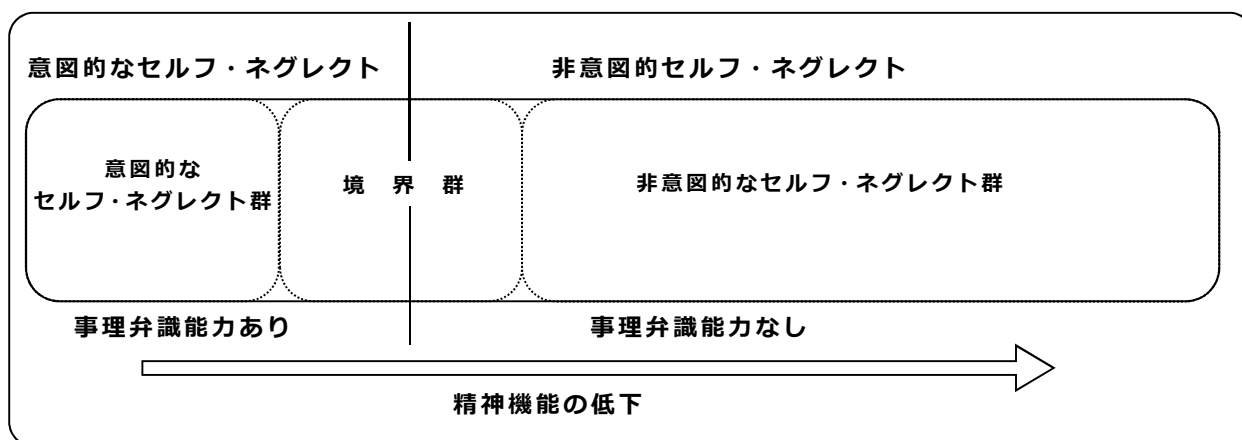 意図的なセルフ・ネグレクト
非意図的セルフ・ネグレクト
意図的な
セルフ・ネグレクト群
境 界 群
非意図的なセルフ・ネグレクト群
事理弁識能力あり
事理弁識能力なし
精神機能の低下